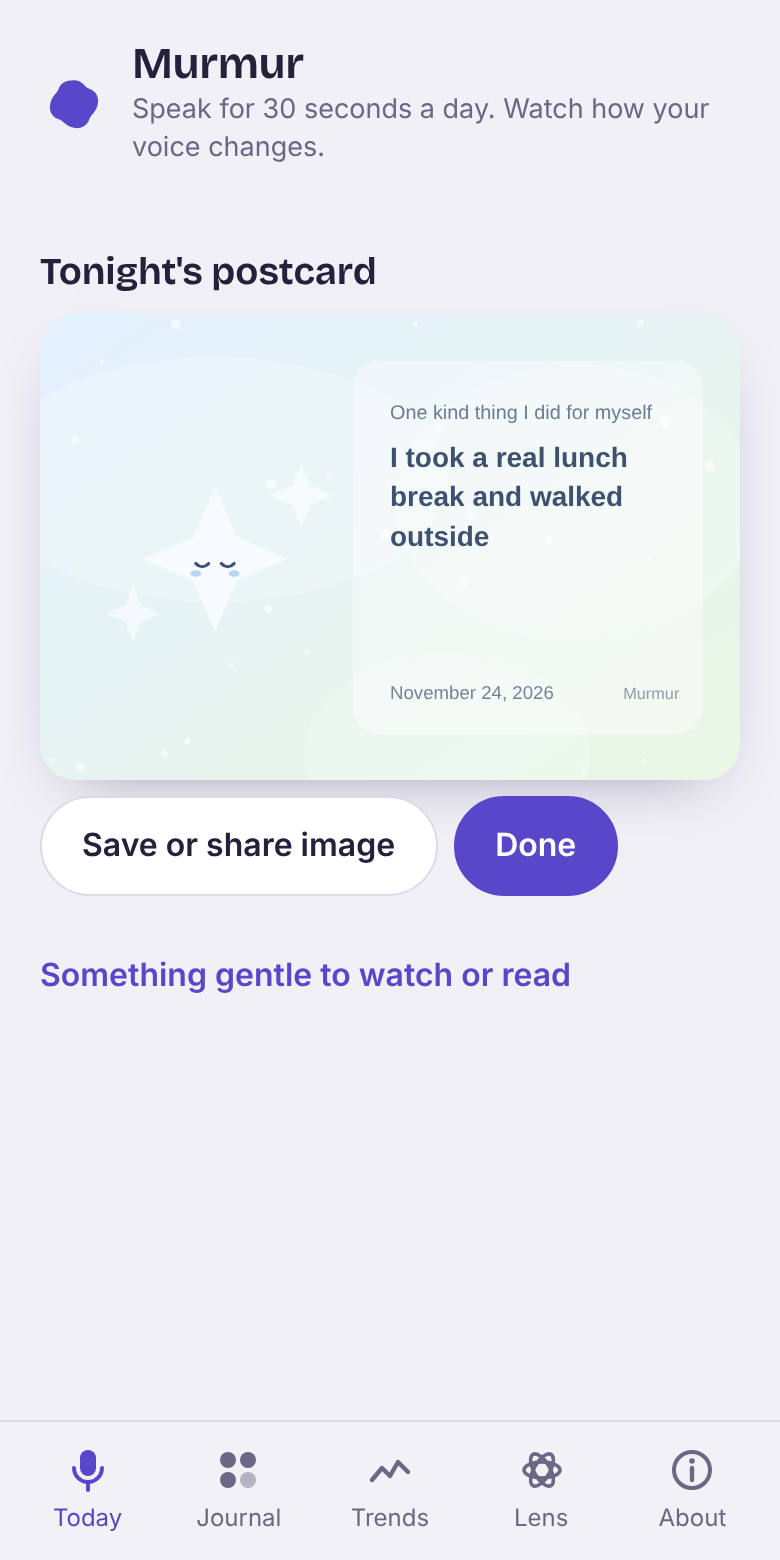 Murmur
Speak for 30 seconds a day. Watch how your
voice changes.
Tonight's postcard
One kind thing I did for myself
I took a real lunch
break and walked
outside
November 24, 2026
Murmur
Save or share image
Done
Something gentle to watch or read
Today
Journal
Trends
Lens
About